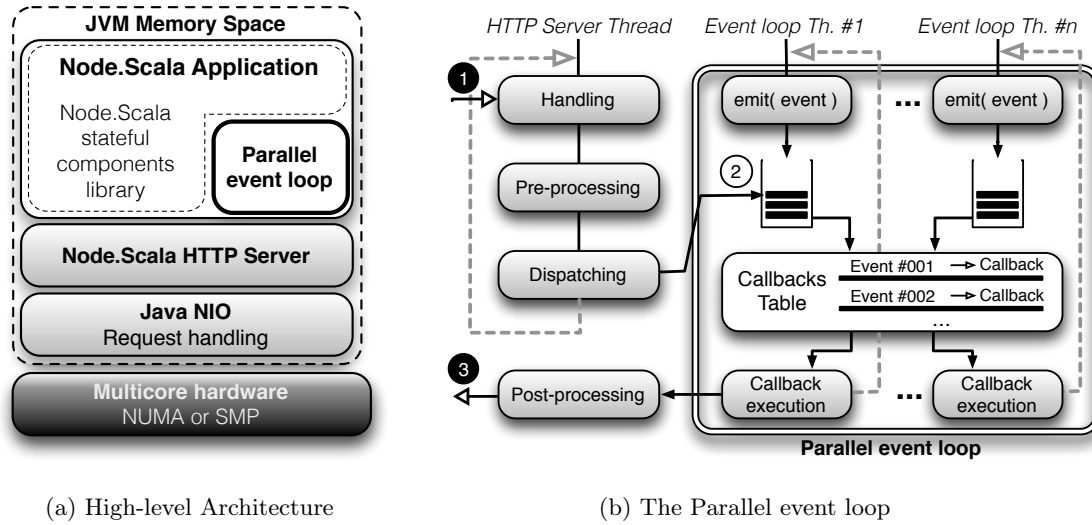 JVM Memory Space
Node.Scala Application
Node.Scala
stateful
components
library
Parallel
event loop
Node.Scala HTTP Server
Java NIO
Request handling
Multicore hardware
NUMA or SMP
(a) High-level Architecture
HTTP Server Thread
Event loop Th. #1
Event loop Th. #n
1
Handling
emit( event )
...
emit( event )
Pre-processing
2
Dispatching
Callbacks
Table
Event #001
Callback
Event #002
Callback
...
3
Post-processing
Callback
execution
...
Callback
execution
Parallel event loop
(b) The Parallel event loop